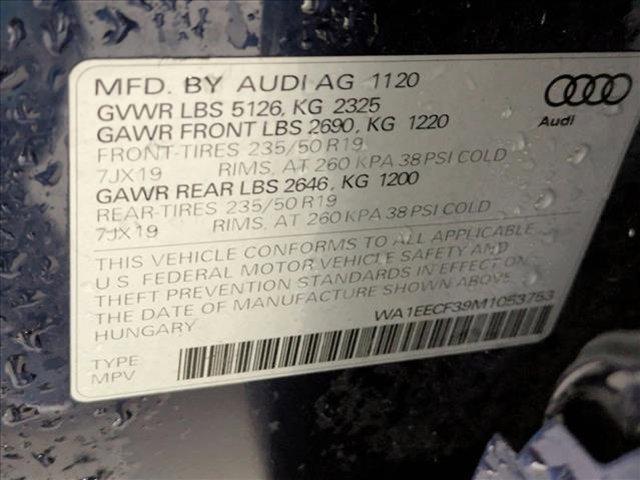 MFD. BY AUDI AG 1120
GVWR LBS 5126, KG 2325
GAWR FRONT LBS 2690, KG 1220
FRONT-TIRES 235/50 R19
7JX19 RIMS, AT 260 KPA 38 PSI COLD
GAWR REAR LBS 2646, KG 1200
REAR-TIRES 235/50 R19
7JX19 RIMS, AT 260 KPA 38 PSI COLD
Audi
THIS VEHICLE CONFORMS TO ALL APPLICABLE
U.S. FEDERAL MOTOR VEHICLE SAFETY AND
THEFT PREVENTION STANDARDS IN EFFECT ON
THE DATE OF MANUFACTURE SHOWN ABOVE.
HUNGARY
WA1EECF39M1053753
TYPE
MPV